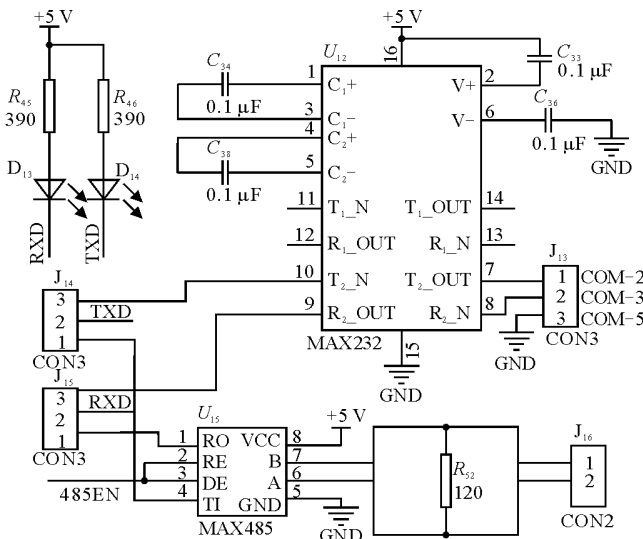 +5 V
R45
390
R46
390
D13
D14
RXD
TXD
+5 V
U12
16
C34
0.1 μF
C38
0.1 μF
C33
0.1 μF
C36
0.1 μF
GND
1 C1+
3 C1-
4 C2+
5 C2-
11 T1_N
12 R1_OUT
10 T2_N
9 R2_OUT
V+ 2
V- 6
T1_OUT 14
R1_N 13
T2_OUT 7
R2_N 8
MAX232
15
GND
J13
1 COM-2
2 COM-3
3 COM-5
CON3
GND
J14
3
2 TXD
1
CON3
J15
3
2 RXD
1
CON3
485EN
U15
1 RO
2 RE
3 DE
4 TI
VCC 8
B 7
A 6
GND 5
MAX485
+5 V
GND
R52
120
J16
1
2
CON2